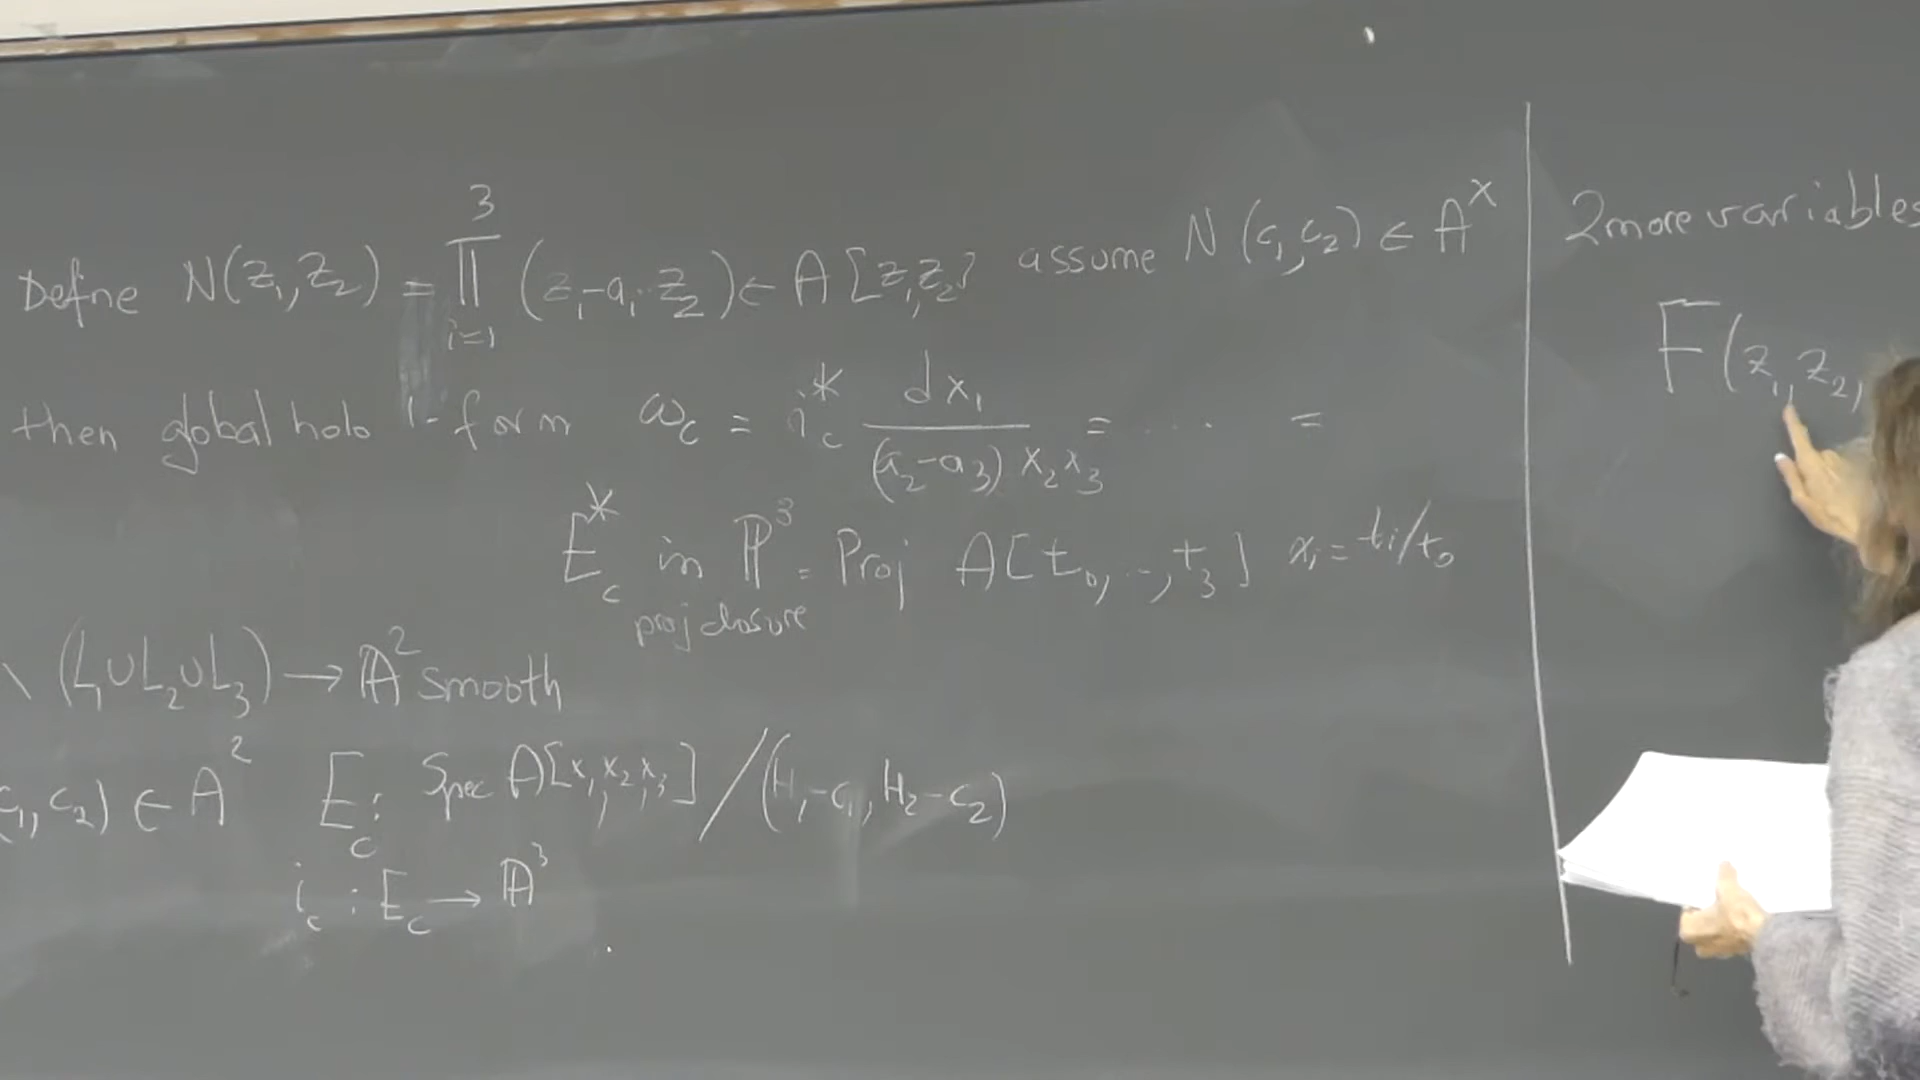 Define N(z₁,z₂) = ∏_{i=1}^{3} (z₁-aᵢ z₂) ∈ A[z₁,z₂] assume N(c₁,c₂) ∈ A^×
then global holo 1-form ω_c = i_c^* dx₁/((a₂-a₃)x₂x₃) = .... =
E_c^* in ℙ³ = Proj A[t₀,..,t₃] xᵢ = tᵢ/t₀
proj closure
\ (L₁∪L₂∪L₃) → 𝔸² smooth
c₁,c₂) ∈ A² E_c: Spec A[x₁,x₂,x₃]/(H₁-c₁,H₂-c₂)
i_c : E_c → 𝔸³
2 more variables
F(z₁,z₂,